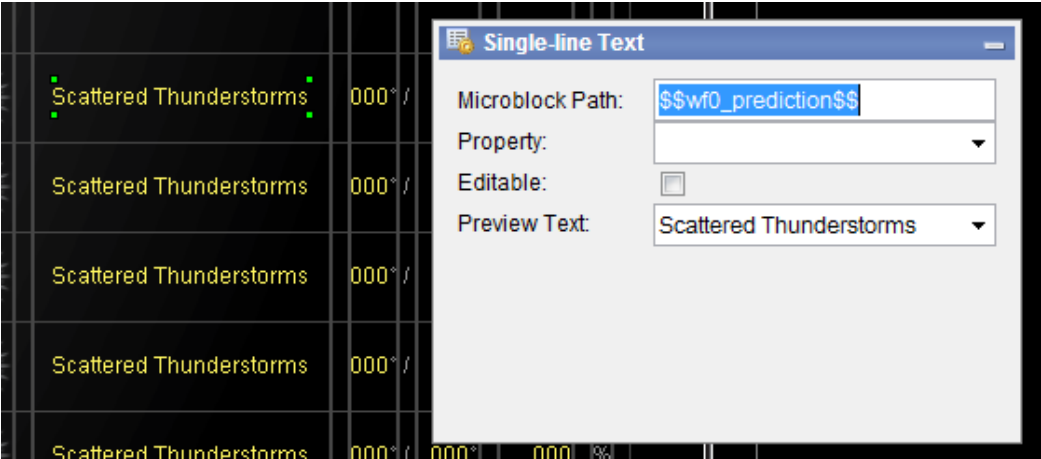 Single-line Text
Microblock Path: $$wf0_prediction$$
Property:
Editable:
Preview Text: Scattered Thunderstorms
Scattered Thunderstorms 000°/
Scattered Thunderstorms 000°/
Scattered Thunderstorms 000°/
Scattered Thunderstorms 000°/
Scattered Thunderstorms 000°/ 000° 000 %